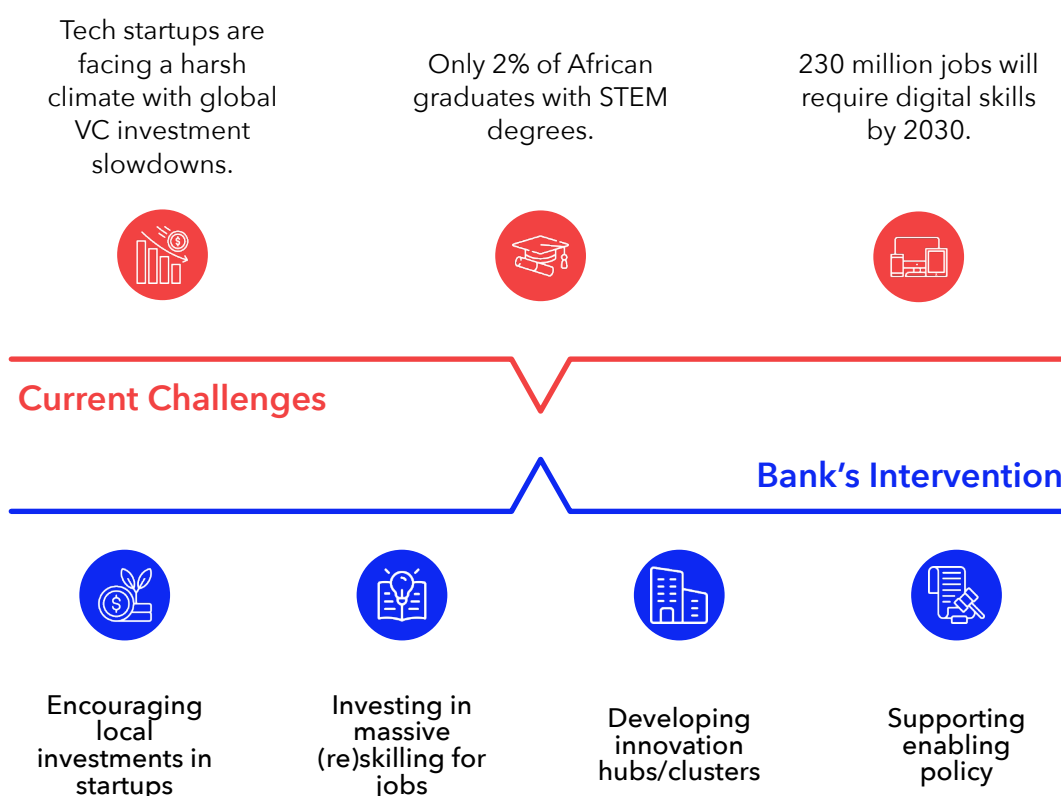 Tech startups are
facing a harsh
climate with global
VC investment
slowdowns.
Only 2% of African
graduates with STEM
degrees.
230 million jobs will
require digital skills
by 2030.
Current Challenges
Bank's Intervention
Encouraging
local
investments in
startups
Investing in
massive
(re)skilling for
jobs
Developing
innovation
hubs/clusters
Supporting
enabling
policy